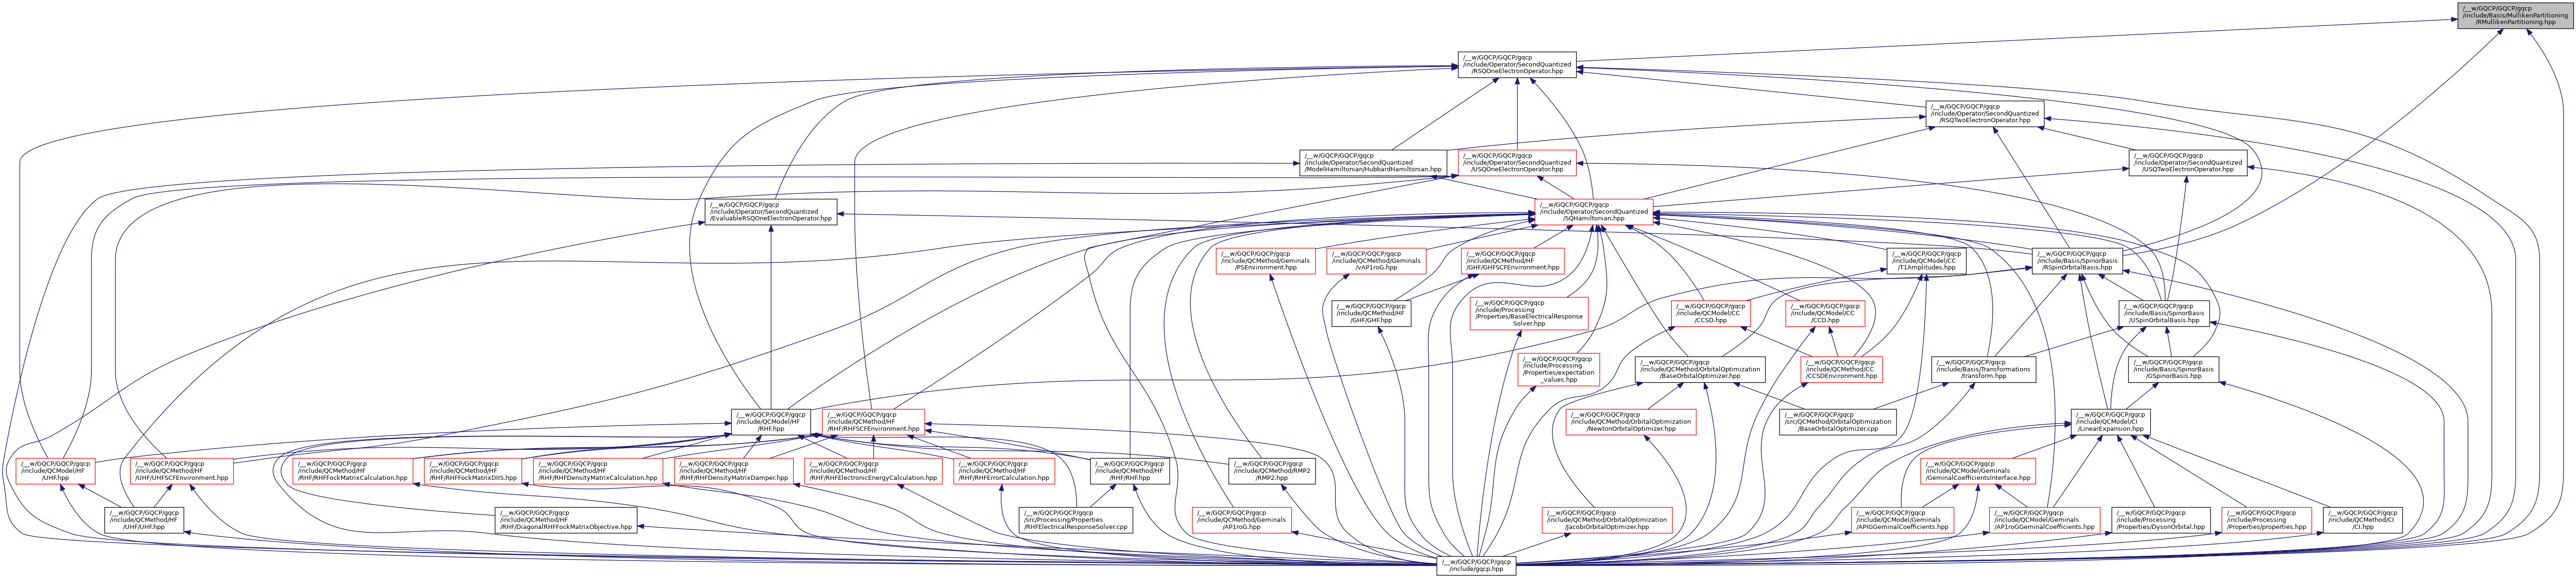 /__w/GQCP/GQCP/gqcp
/include/Basis/MullikenPartitioning
/RMullikenPartitioning.hpp
/__w/GQCP/GQCP/gqcp
/include/Operator/SecondQuantized
/RSQOneElectronOperator.hpp
/__w/GQCP/GQCP/gqcp
/include/Operator/SecondQuantized
/RSQTwoElectronOperator.hpp
/__w/GQCP/GQCP/gqcp
/include/Operator/SecondQuantized
/ModelHamiltonian/HubbardHamiltonian.hpp
/__w/GQCP/GQCP/gqcp
/include/Operator/SecondQuantized
/USQOneElectronOperator.hpp
/__w/GQCP/GQCP/gqcp
/include/Operator/SecondQuantized
/USQTwoElectronOperator.hpp
/__w/GQCP/GQCP/gqcp
/include/Operator/SecondQuantized
/EvaluableRSQOneElectronOperator.hpp
/__w/GQCP/GQCP/gqcp
/include/Operator/SecondQuantized
/SQHamiltonian.hpp
/__w/GQCP/GQCP/gqcp
/include/QCMethod/Geminals
/PSEnvironment.hpp
/__w/GQCP/GQCP/gqcp
/include/QCMethod/Geminals
/vAP1roG.hpp
/__w/GQCP/GQCP/gqcp
/include/QCMethod/HF
/GHF/GHFSCFEnvironment.hpp
/__w/GQCP/GQCP/gqcp
/include/QCModel/CC
/T1Amplitudes.hpp
/__w/GQCP/GQCP/gqcp
/include/Basis/SpinorBasis
/RSpinOrbitalBasis.hpp
/__w/GQCP/GQCP/gqcp
/include/QCMethod/HF
/GHF/GHF.hpp
/__w/GQCP/GQCP/gqcp
/include/Processing
/Properties/BaseElectricalResponse
Solver.hpp
/__w/GQCP/GQCP/gqcp
/include/QCModel/CC
/CCSD.hpp
/__w/GQCP/GQCP/gqcp
/include/QCModel/CC
/CCD.hpp
/__w/GQCP/GQCP/gqcp
/include/Basis/SpinorBasis
/USpinOrbitalBasis.hpp
/__w/GQCP/GQCP/gqcp
/include/Processing
/Properties/expectation
_values.hpp
/__w/GQCP/GQCP/gqcp
/include/QCMethod/OrbitalOptimization
/BaseOrbitalOptimizer.hpp
/__w/GQCP/GQCP/gqcp
/include/QCMethod/CC
/CCSDEnvironment.hpp
/__w/GQCP/GQCP/gqcp
/include/Basis/Transformations
/transform.hpp
/__w/GQCP/GQCP/gqcp
/include/Basis/SpinorBasis
/GSpinorBasis.hpp
/__w/GQCP/GQCP/gqcp
/include/QCModel/HF
/RHF.hpp
/__w/GQCP/GQCP/gqcp
/include/QCMethod/HF
/RHF/RHFSCFEnvironment.hpp
/__w/GQCP/GQCP/gqcp
/include/QCMethod/OrbitalOptimization
/NewtonOrbitalOptimizer.hpp
/__w/GQCP/GQCP/gqcp
/src/QCMethod/OrbitalOptimization
/BaseOrbitalOptimizer.cpp
/__w/GQCP/GQCP/gqcp
/include/QCModel/CI
/LinearExpansion.hpp
/__w/GQCP/GQCP/gqcp
/include/QCModel/HF
/UHF.hpp
/__w/GQCP/GQCP/gqcp
/include/QCMethod/HF
/UHF/UHFSCFEnvironment.hpp
/__w/GQCP/GQCP/gqcp
/include/QCMethod/HF
/RHF/RHFFockMatrixCalculation.hpp
/__w/GQCP/GQCP/gqcp
/include/QCMethod/HF
/RHF/RHFFockMatrixDIIS.hpp
/__w/GQCP/GQCP/gqcp
/include/QCMethod/HF
/RHF/RHFDensityMatrixCalculation.hpp
/__w/GQCP/GQCP/gqcp
/include/QCMethod/HF
/RHF/RHFDensityMatrixDamper.hpp
/__w/GQCP/GQCP/gqcp
/include/QCMethod/HF
/RHF/RHFElectronicEnergyCalculation.hpp
/__w/GQCP/GQCP/gqcp
/include/QCMethod/HF
/RHF/RHFErrorCalculation.hpp
/__w/GQCP/GQCP/gqcp
/include/QCMethod/HF
/RHF/RHF.hpp
/__w/GQCP/GQCP/gqcp
/include/QCMethod/RMP2
/RMP2.hpp
/__w/GQCP/GQCP/gqcp
/include/QCModel/Geminals
/GeminalCoefficientsInterface.hpp
/__w/GQCP/GQCP/gqcp
/include/QCMethod/HF
/UHF/UHF.hpp
/__w/GQCP/GQCP/gqcp
/include/QCMethod/HF
/RHF/DiagonalRHFFockMatrixObjective.hpp
/__w/GQCP/GQCP/gqcp
/src/Processing/Properties
/RHFElectricalResponseSolver.cpp
/__w/GQCP/GQCP/gqcp
/include/QCMethod/Geminals
/AP1roG.hpp
/__w/GQCP/GQCP/gqcp
/include/QCMethod/OrbitalOptimization
/JacobiOrbitalOptimizer.hpp
/__w/GQCP/GQCP/gqcp
/include/QCModel/Geminals
/APIGGeminalCoefficients.hpp
/__w/GQCP/GQCP/gqcp
/include/QCModel/Geminals
/AP1roGGeminalCoefficients.hpp
/__w/GQCP/GQCP/gqcp
/include/Processing
/Properties/DysonOrbital.hpp
/__w/GQCP/GQCP/gqcp
/include/Processing
/Properties/properties.hpp
/__w/GQCP/GQCP/gqcp
/include/QCMethod/CI
/CI.hpp
/__w/GQCP/GQCP/gqcp
/include/gqcp.hpp